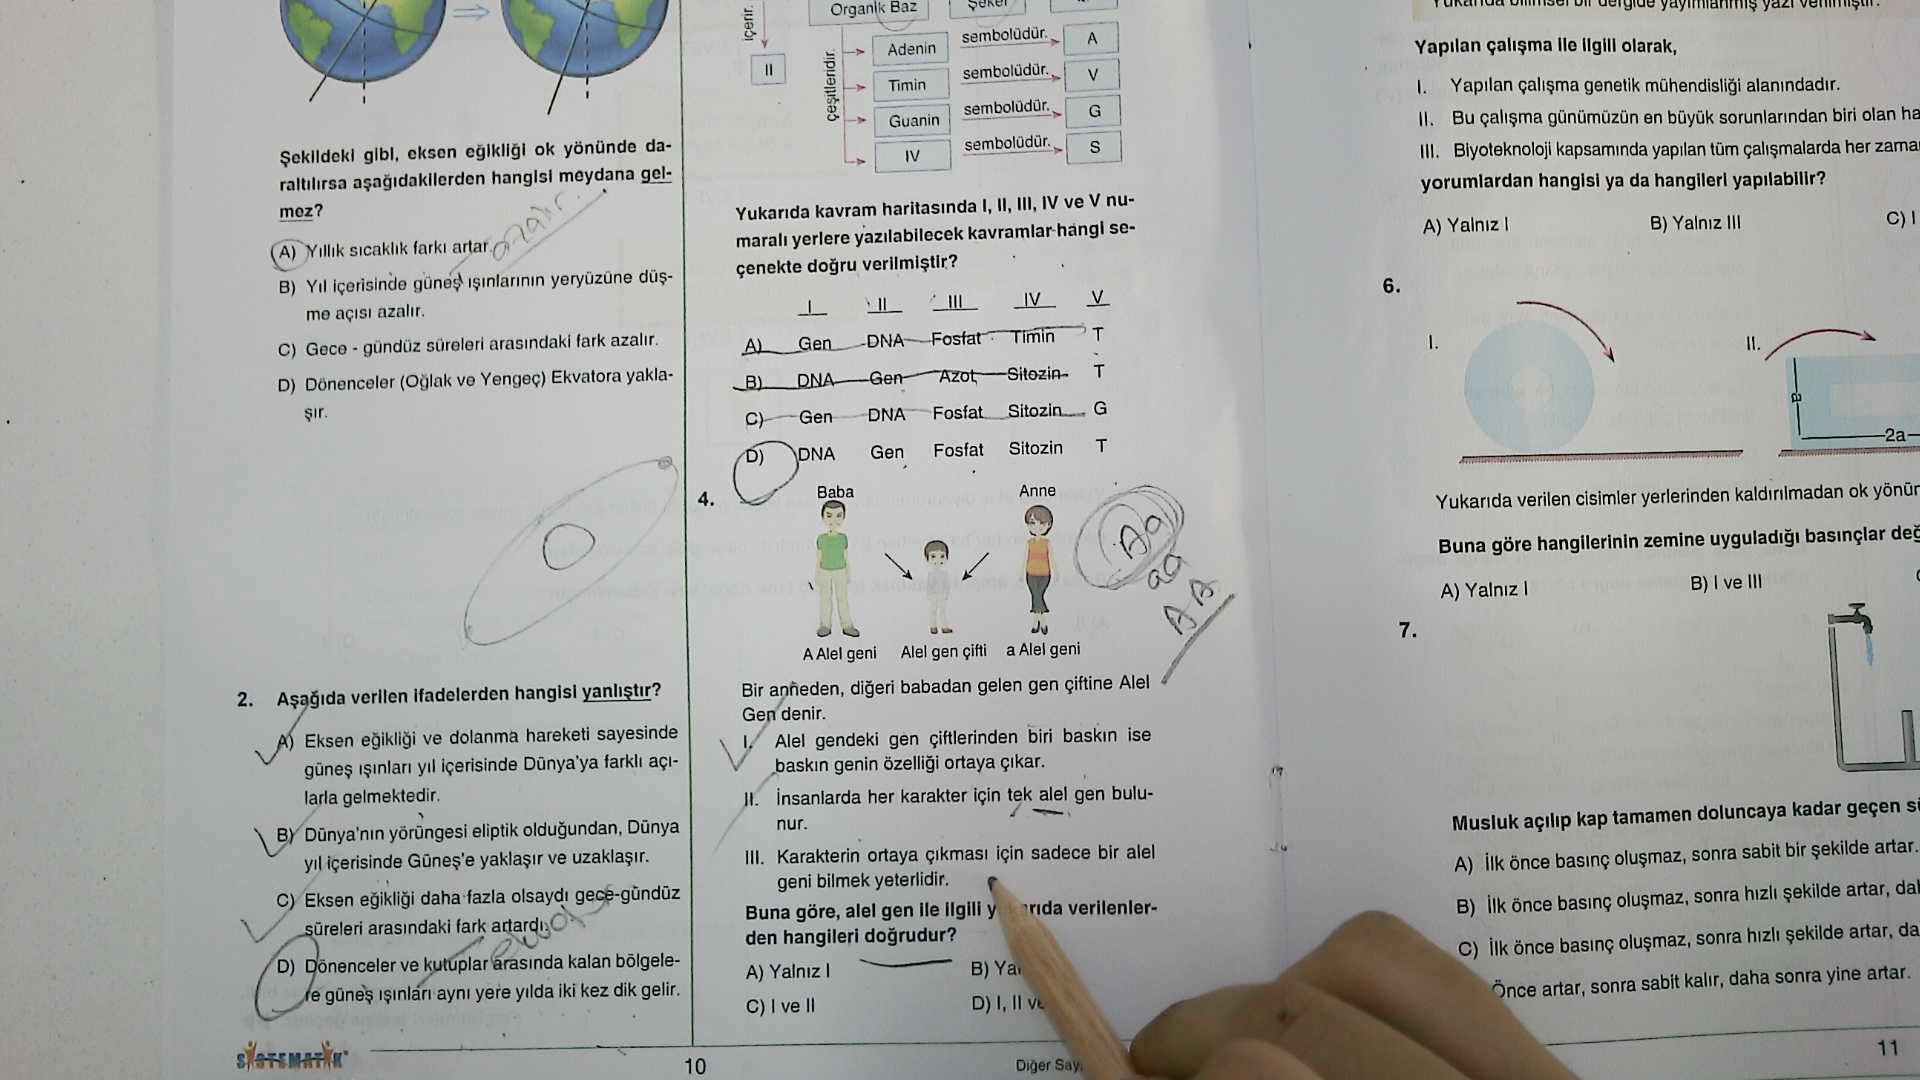 Şekildeki gibi, eksen eğikliği ok yönünde da-
raltılırsa aşağıdakilerden hangisi meydana gel-
mez?
azalır.
A) Yıllık sıcaklık farkı artar
B) Yıl içerisinde güneş ışınlarının yeryüzüne düş-
me açısı azalır.
C) Gece - gündüz süreleri arasındaki fark azalır.
D) Dönenceler (Oğlak ve Yengeç) Ekvatora yakla-
şır.
2. Aşağıda verilen ifadelerden hangisi yanlıştır?
A) Eksen eğikliği ve dolanma hareketi sayesinde
güneş ışınları yıl içerisinde Dünya'ya farklı açı-
larla gelmektedir.
B) Dünya'nın yörüngesi eliptik olduğundan, Dünya
yıl içerisinde Güneş'e yaklaşır ve uzaklaşır.
C) Eksen eğikliği daha fazla olsaydı gece-gündüz
süreleri arasındaki fark artardı.
D) Dönenceler ve kutuplar arasında kalan bölgele-
re güneş ışınları aynı yere yılda iki kez dik gelir.
SİSTEMATİK
10
içerir.
II
Organik Baz
Şeker
çeşitleridir.
Adenin sembolüdür. A
Timin sembolüdür. V
Guanin sembolüdür. G
IV sembolüdür. S
Yukarıda kavram haritasında I, II, III, IV ve V nu-
maralı yerlere yazılabilecek kavramlar hangi se-
çenekte doğru verilmiştir?
I II III IV V
A) Gen DNA Fosfat Timin T
B) DNA Gen Azot Sitozin T
C) Gen DNA Fosfat Sitozin G
D) DNA Gen Fosfat Sitozin T
4.
Baba Anne
Aa
aa
A Alel geni Alel gen çifti a Alel geni
Bir anneden, diğeri babadan gelen gen çiftine Alel
Gen denir.
I. Alel gendeki gen çiftlerinden biri baskın ise
baskın genin özelliği ortaya çıkar.
II. İnsanlarda her karakter için tek alel gen bulu-
nur.
III. Karakterin ortaya çıkması için sadece bir alel
geni bilmek yeterlidir.
Buna göre, alel gen ile ilgili verilenler-
den hangileri doğrudur?
A) Yalnız I B)
C) I ve II D) I, II
Diğer
Yapılan çalışma ile ilgili olarak,
I. Yapılan çalışma genetik mühendisliği alanındadır.
II. Bu çalışma günümüzün en büyük sorunlarından biri olan
III. Biyoteknoloji kapsamında yapılan tüm çalışmalarda her
yorumlardan hangisi ya da hangileri yapılabilir?
A) Yalnız I B) Yalnız III C) I
6.
I. II.
a
2a
Yukarıda verilen cisimler yerlerinden kaldırılmadan ok
Buna göre hangilerinin zemine uyguladığı basınçlar
A) Yalnız I B) I ve III
7.
Musluk açılıp kap tamamen doluncaya kadar geçen
A) İlk önce basınç oluşmaz, sonra sabit bir şekilde artar.
B) İlk önce basınç oluşmaz, sonra hızlı şekilde artar,
C) İlk önce basınç oluşmaz, sonra hızlı şekilde artar,
Önce artar, sonra sabit kalır, daha sonra yine artar.
11